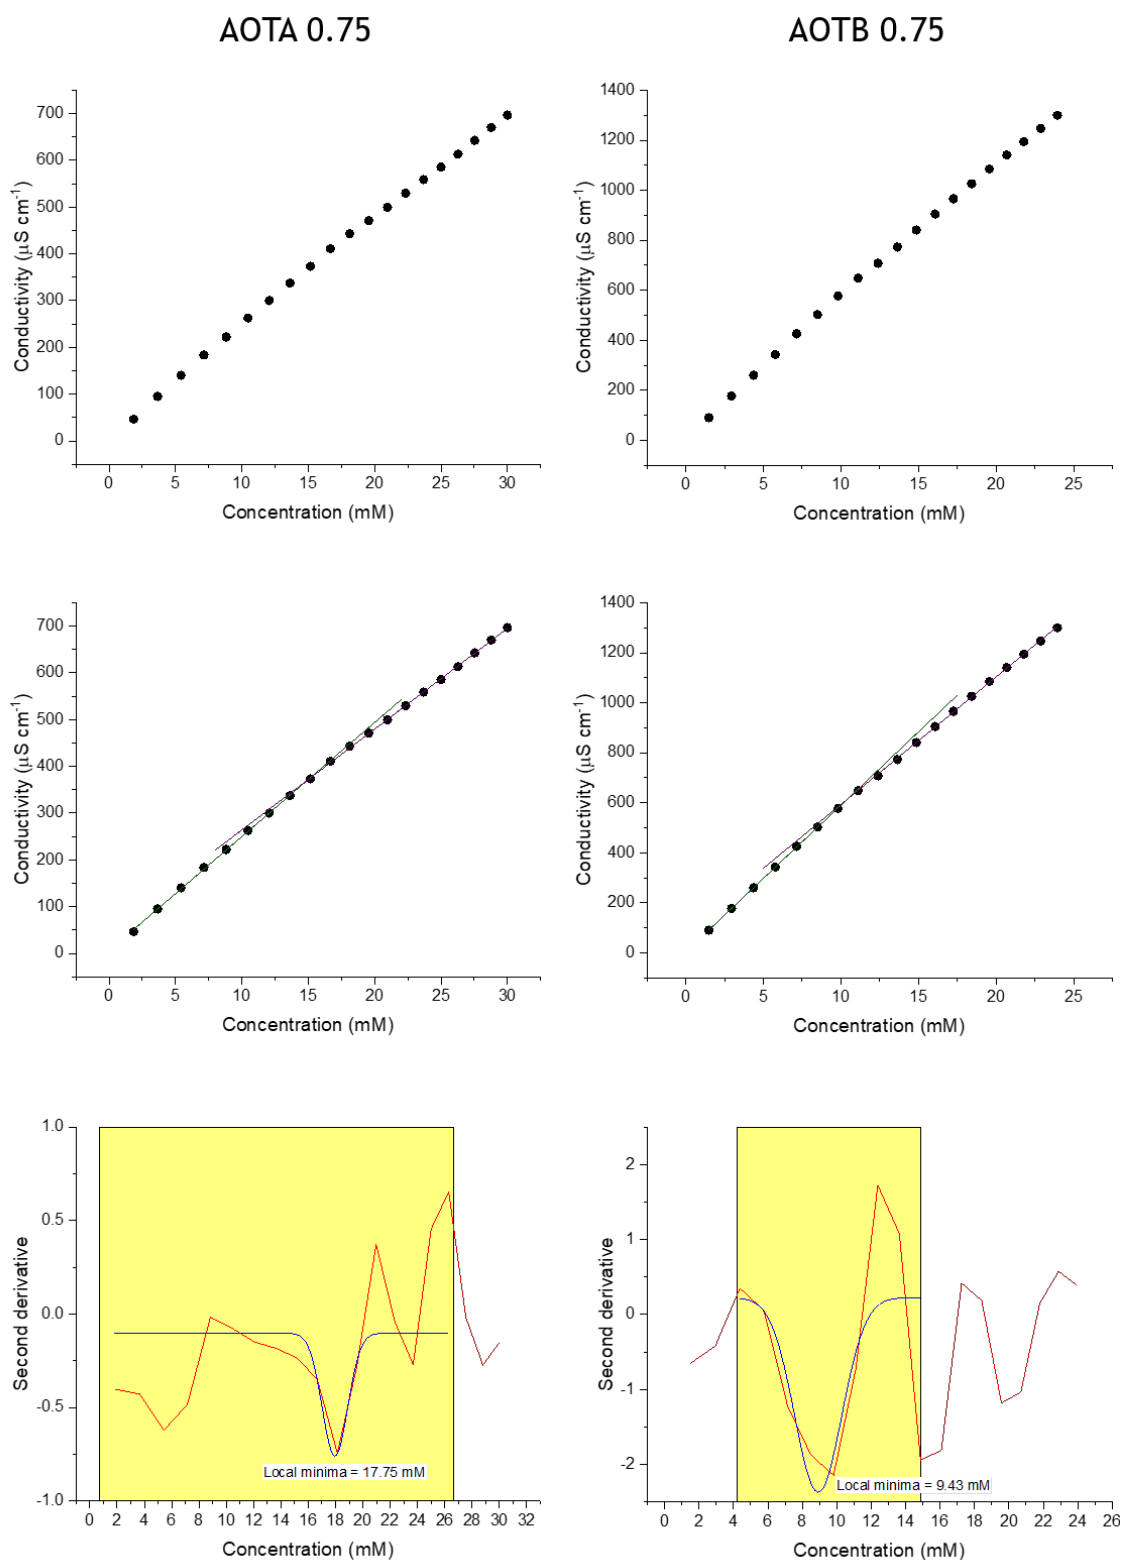 AOTA 0.75
AOTB 0.75
700
600
500
400
300
200
100
0
Conductivity (µS cm-1)
0 5 10 15 20 25 30
Concentration (mM)
1400
1200
1000
800
600
400
200
0
Conductivity (µS cm-1)
0 5 10 15 20 25
Concentration (mM)
700
600
500
400
300
200
100
0
Conductivity (µS cm-1)
0 5 10 15 20 25 30
Concentration (mM)
1400
1200
1000
800
600
400
200
0
Conductivity (µS cm-1)
0 5 10 15 20 25
Concentration (mM)
1.0
0.5
0.0
-0.5
-1.0
Second derivative
Local minima = 17.75 mM
0 2 4 6 8 10 12 14 16 18 20 22 24 26 28 30 32
Concentration (mM)
2
1
0
-1
-2
Second derivative
Local minima = 9.43 mM
0 2 4 6 8 10 12 14 16 18 20 22 24 26
Concentration (mM)